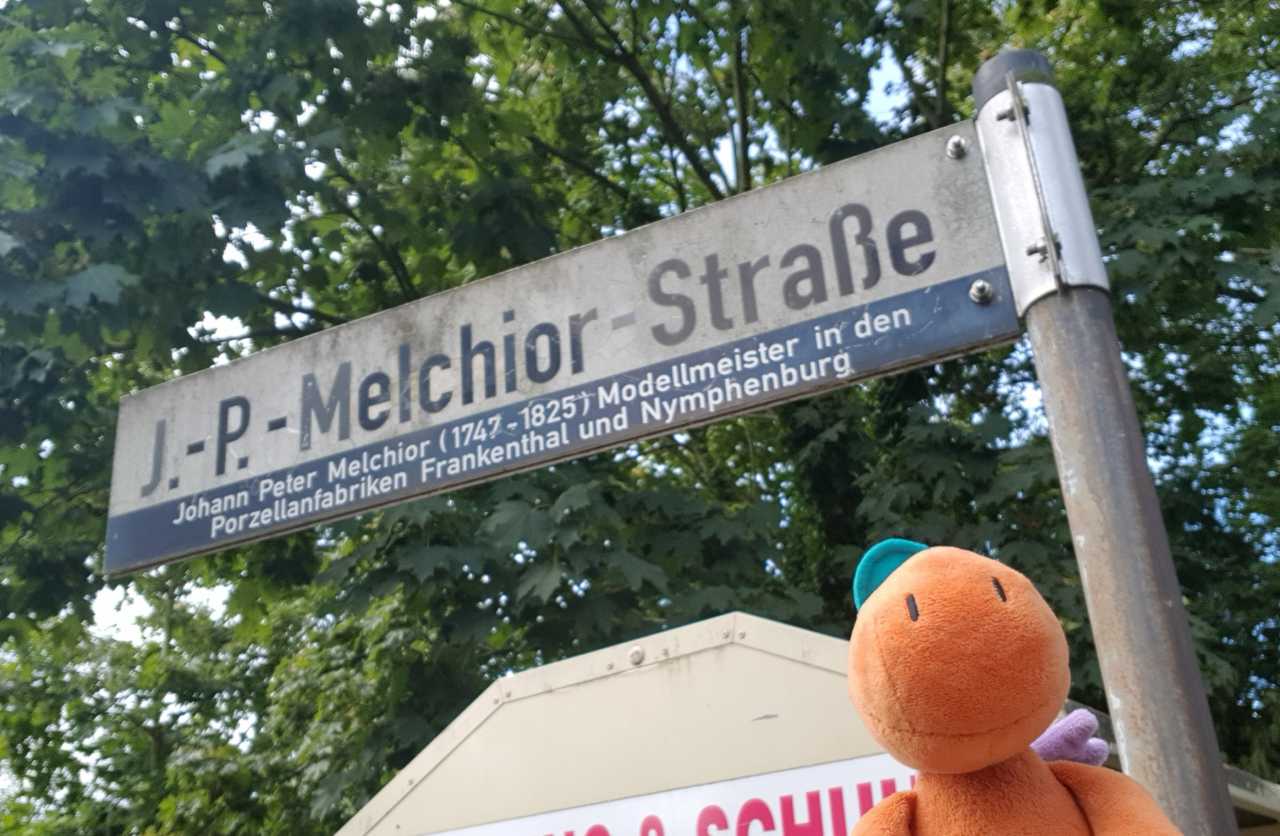 J.-P.-Melchior-Straße
Johann Peter Melchior (1747-1825) Modellmeister in den
Porzellanfabriken Frankenthal und Nymphenburg
&